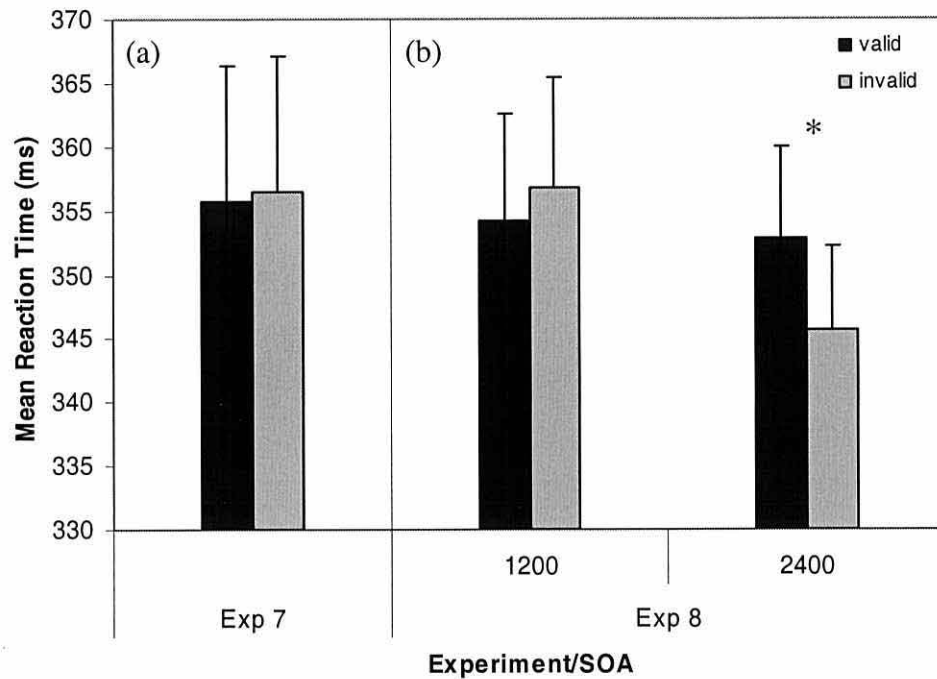 370
365
360
355
350
345
340
335
330
Mean Reaction Time (ms)
(a)
(b)
valid
invalid
*
1200
2400
Exp 7
Exp 8
Experiment/SOA